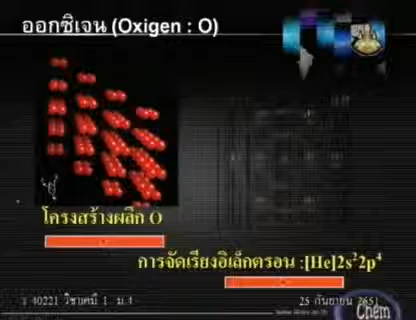 ออกซิเจน (Oxigen : O)
โครงสร้างผลึก O
การจัดเรียงอิเล็กตรอน :[He]2s²2p⁴
ว 40221 วิชาเคมี 1 ม.4
25 กันยายน 2551
Chem